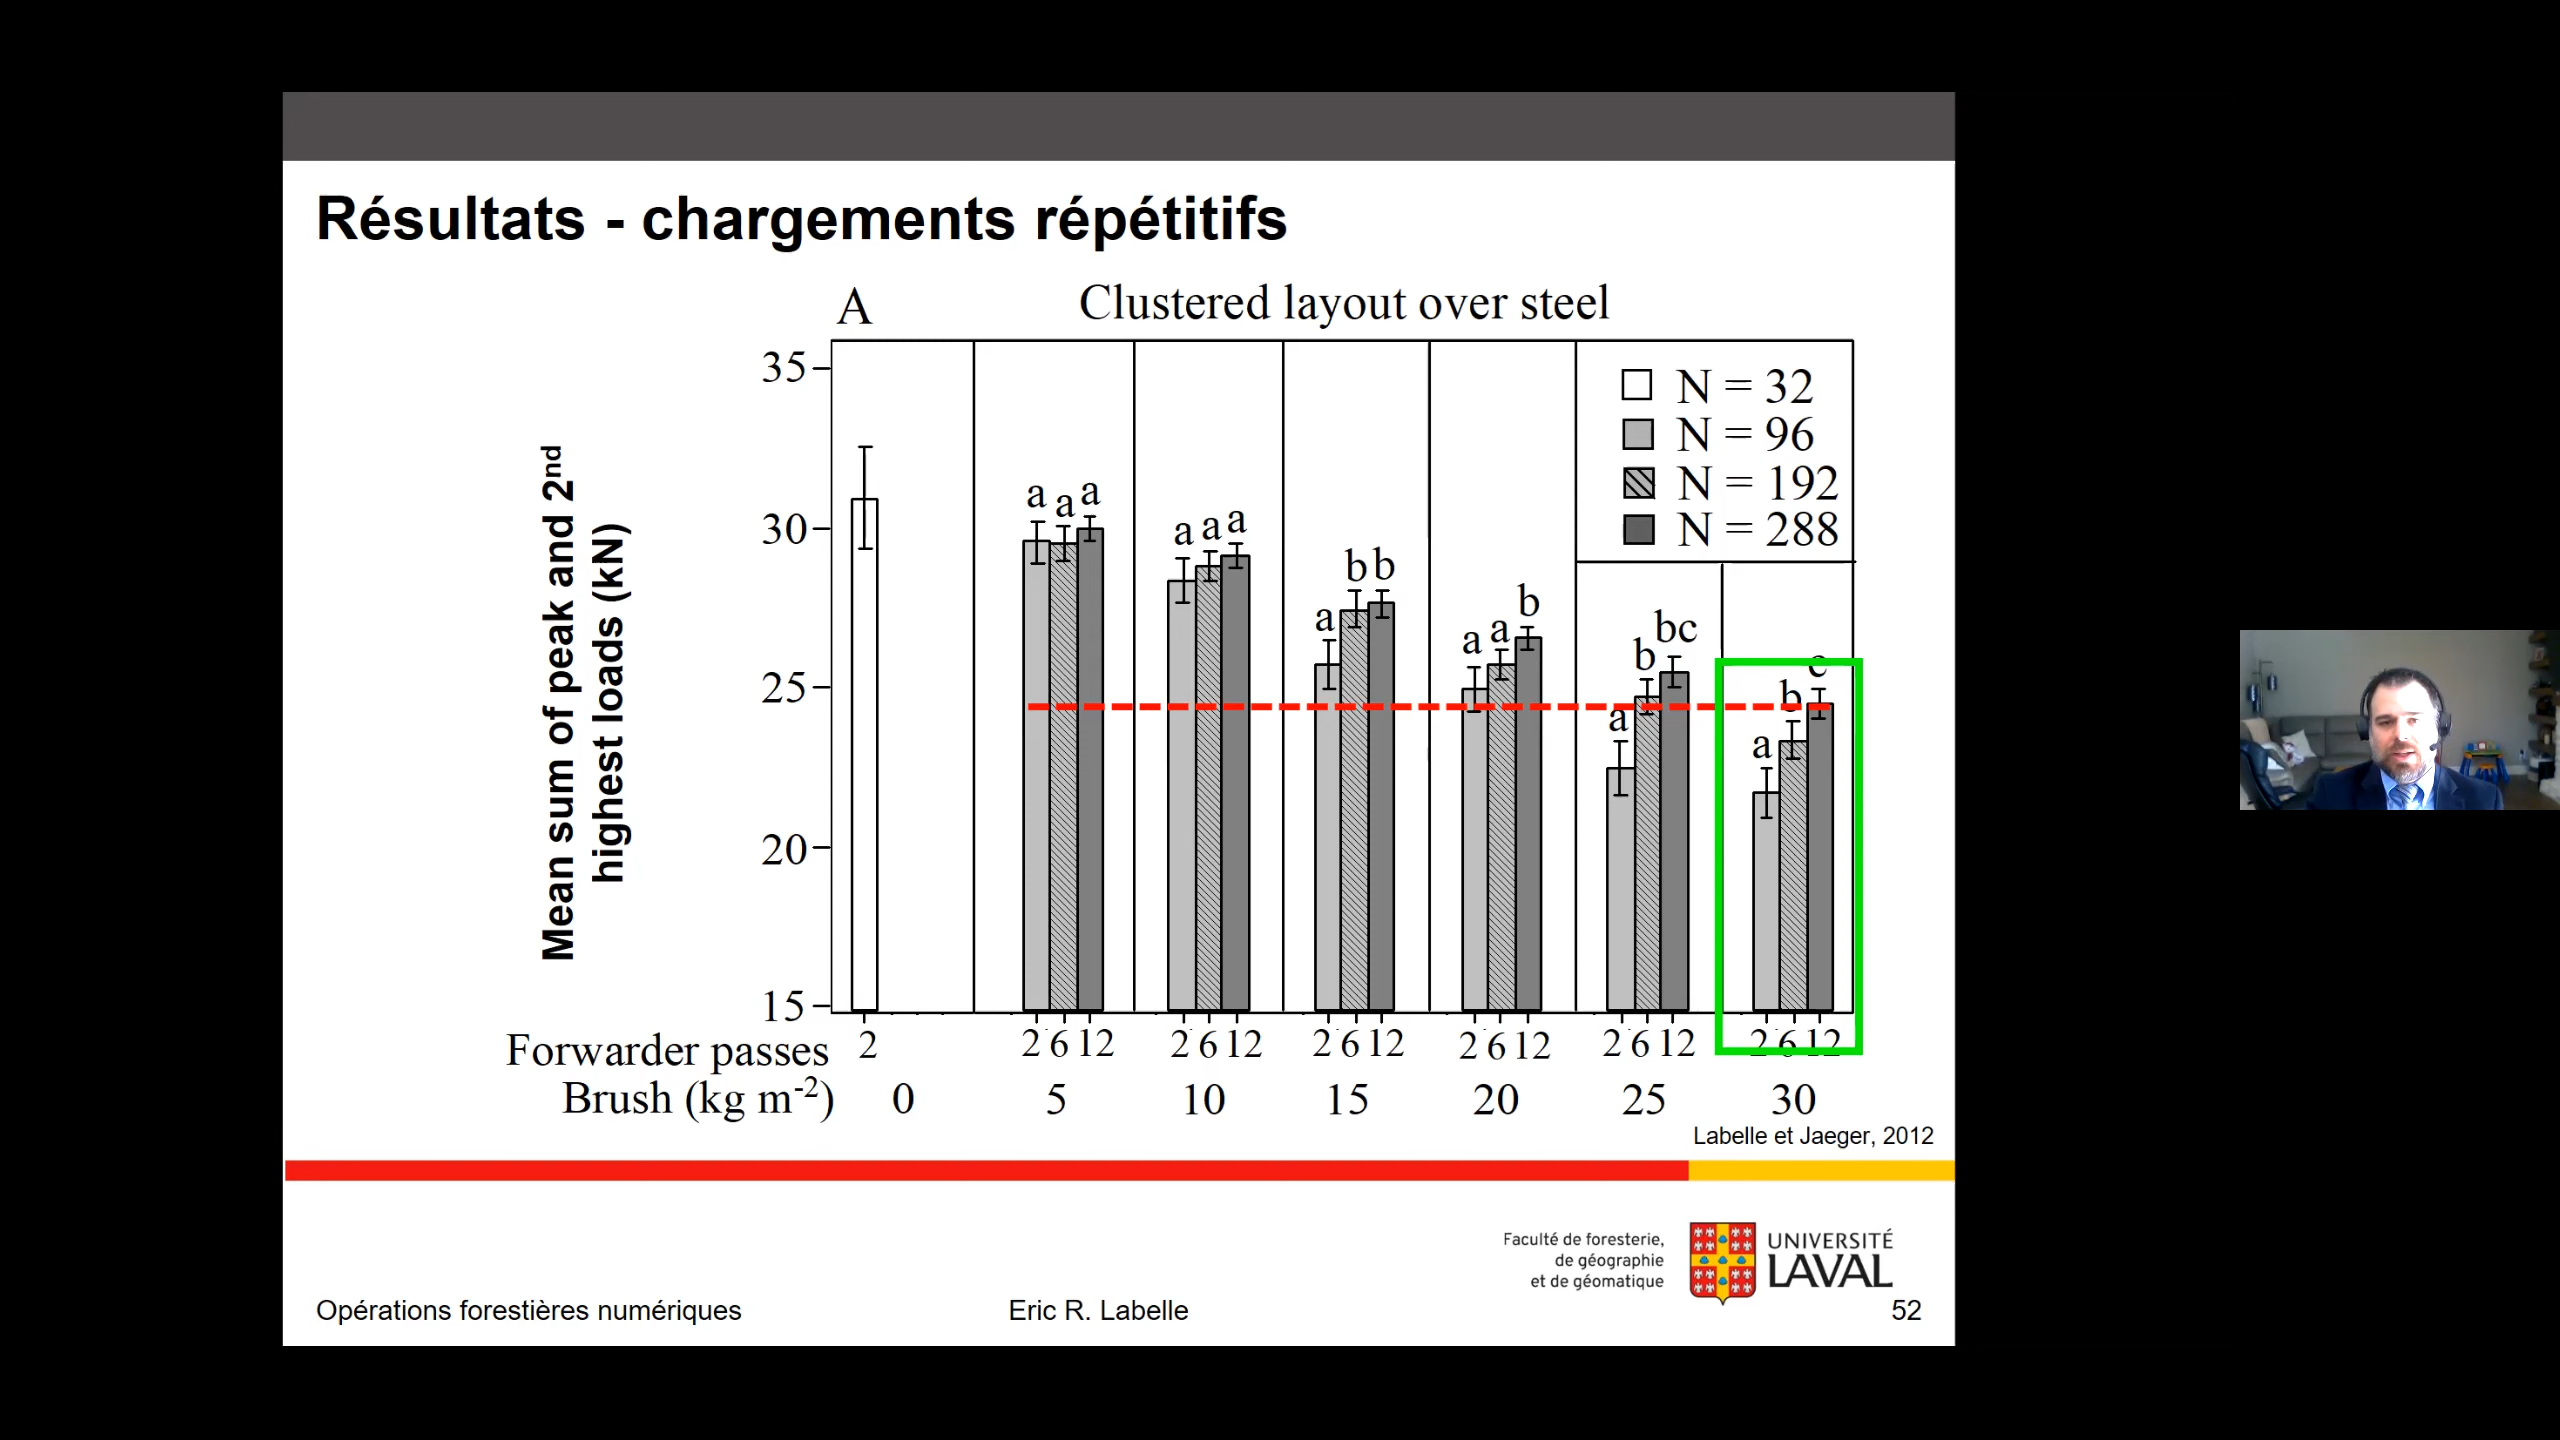 Résultats - chargements répétitifs
A
Clustered layout over steel
Mean sum of peak and 2nd
highest loads (kN)
35
30
25
20
15
N = 32
N = 96
N = 192
N = 288
a a a
a a a
a b b
a a b
a b bc
a b c
Forwarder passes 2 2 6 12 2 6 12 2 6 12 2 6 12 2 6 12 2 6 12
Brush (kg m-2) 0 5 10 15 20 25 30
Labelle et Jaeger, 2012
Faculté de foresterie,
de géographie
et de géomatique
UNIVERSITÉ
LAVAL
Opérations forestières numériques Eric R. Labelle 52